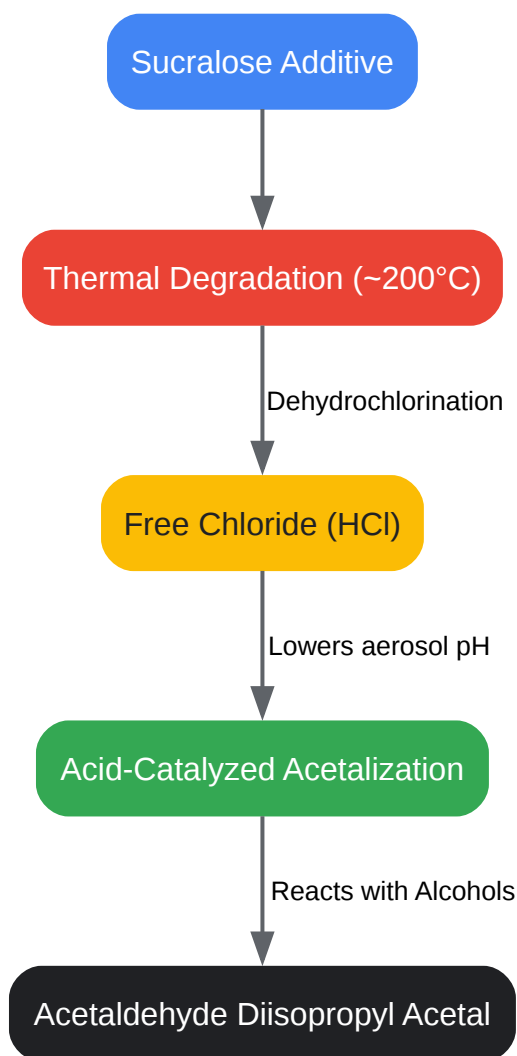 Sucralose Additive
Thermal Degradation (~200°C)
Dehydrochlorination
Free Chloride (HCl)
Lowers aerosol pH
Acid-Catalyzed Acetalization
Reacts with Alcohols
Acetaldehyde Diisopropyl Acetal